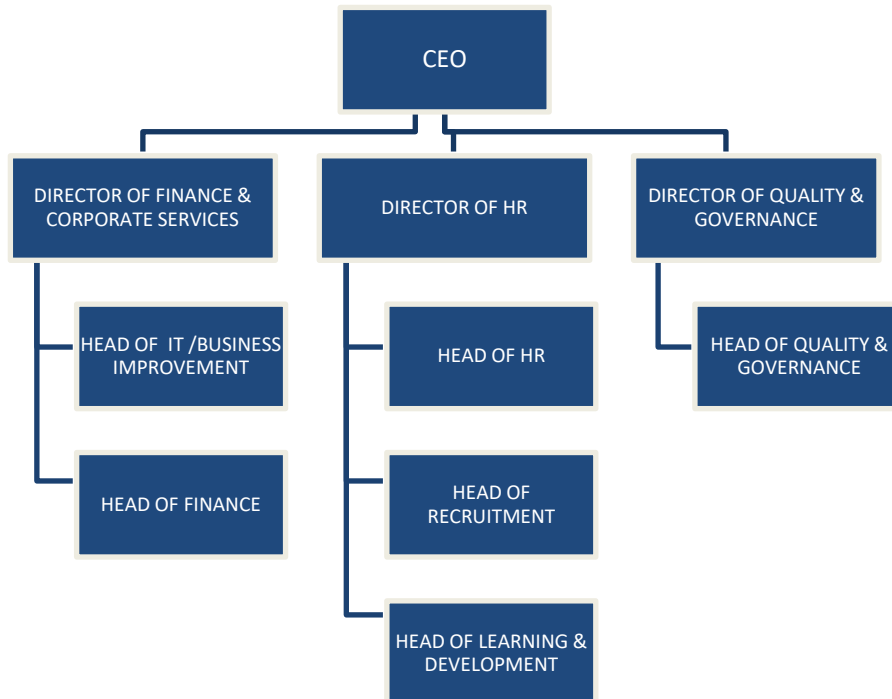 CEO
DIRECTOR OF FINANCE &
CORPORATE SERVICES
DIRECTOR OF HR
DIRECTOR OF QUALITY &
GOVERNANCE
HEAD OF IT /BUSINESS
IMPROVEMENT
HEAD OF HR
HEAD OF QUALITY &
GOVERNANCE
HEAD OF FINANCE
HEAD OF
RECRUITMENT
HEAD OF LEARNING &
DEVELOPMENT